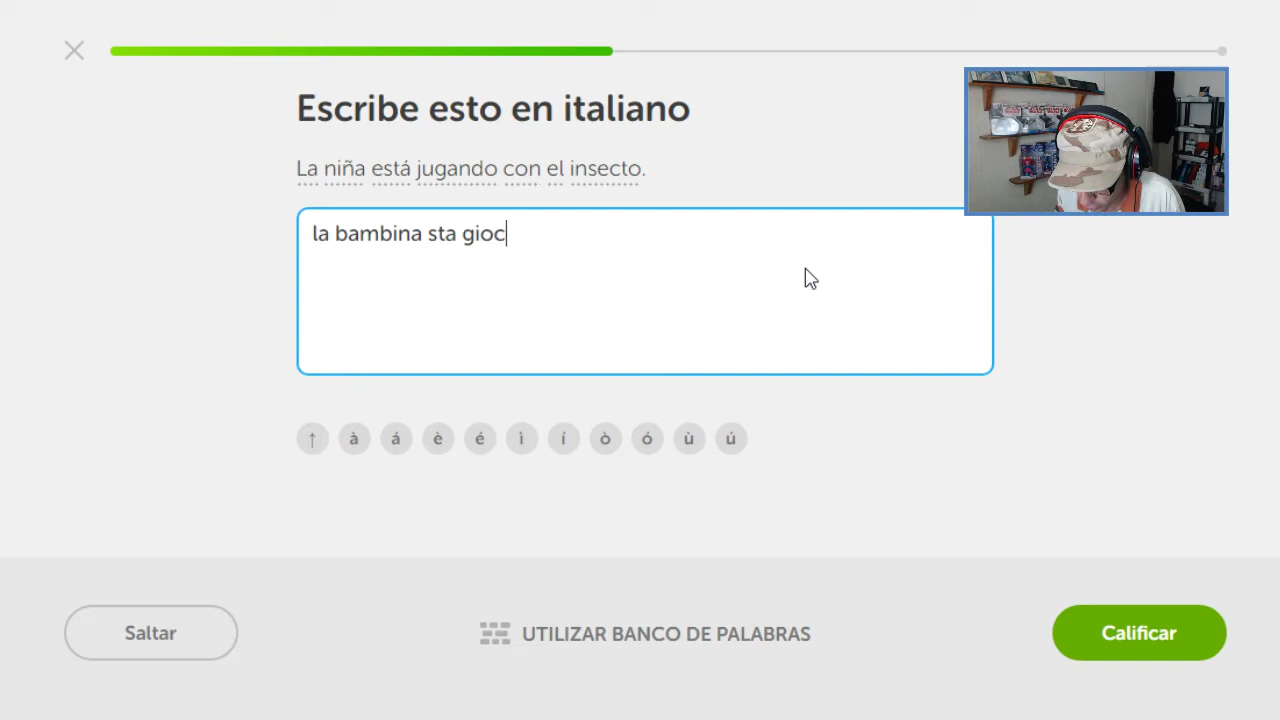 Escribe esto en italiano
La niña está jugando con el insecto.
la bambina sta gioc
↑ à á è é ì í ò ó ù ú
Saltar
UTILIZAR BANCO DE PALABRAS
Calificar